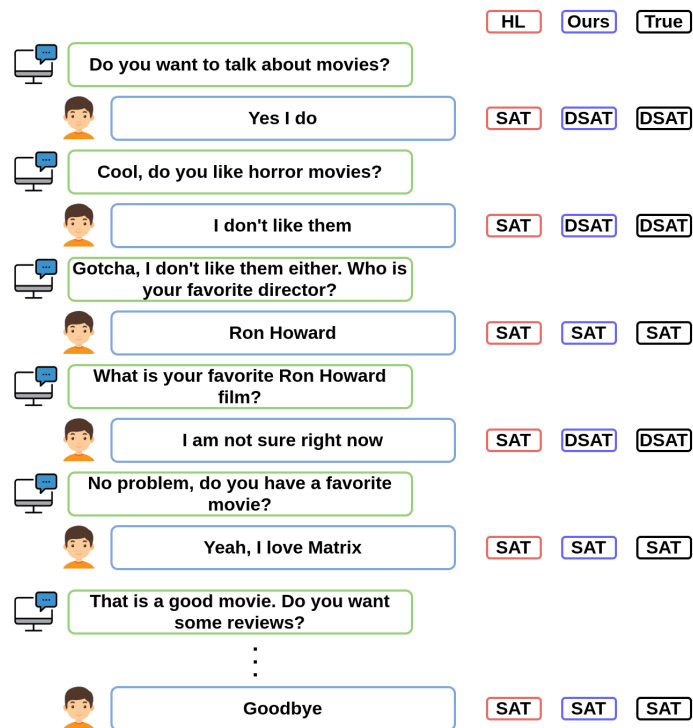 HL Ours True
Do you want to talk about movies?
Yes I do SAT DSAT DSAT
Cool, do you like horror movies?
I don't like them SAT DSAT DSAT
Gotcha, I don't like them either. Who is
your favorite director?
Ron Howard SAT SAT SAT
What is your favorite Ron Howard
film?
I am not sure right now SAT DSAT DSAT
No problem, do you have a favorite
movie?
Yeah, I love Matrix SAT SAT SAT
That is a good movie. Do you want
some reviews?
Goodbye SAT SAT SAT